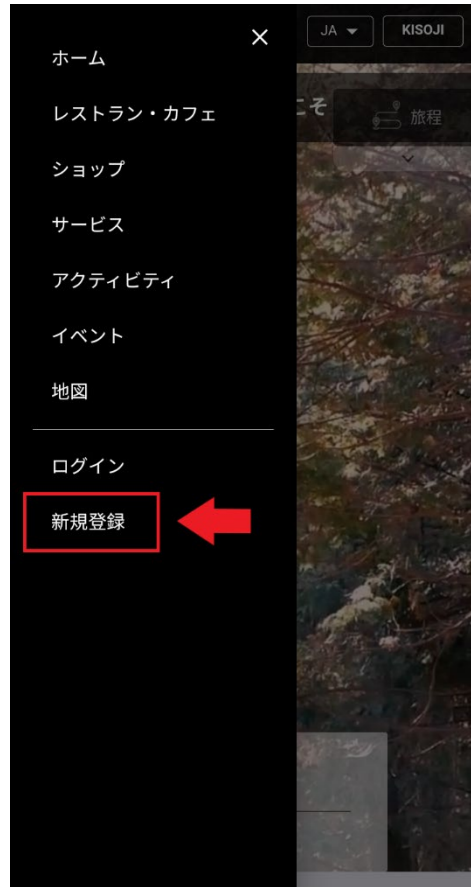 ホーム
レストラン・カフェ
ショップ
サービス
アクティビティ
イベント
地図
ログイン
新規登録
JA
KISOJI
こそ
旅程